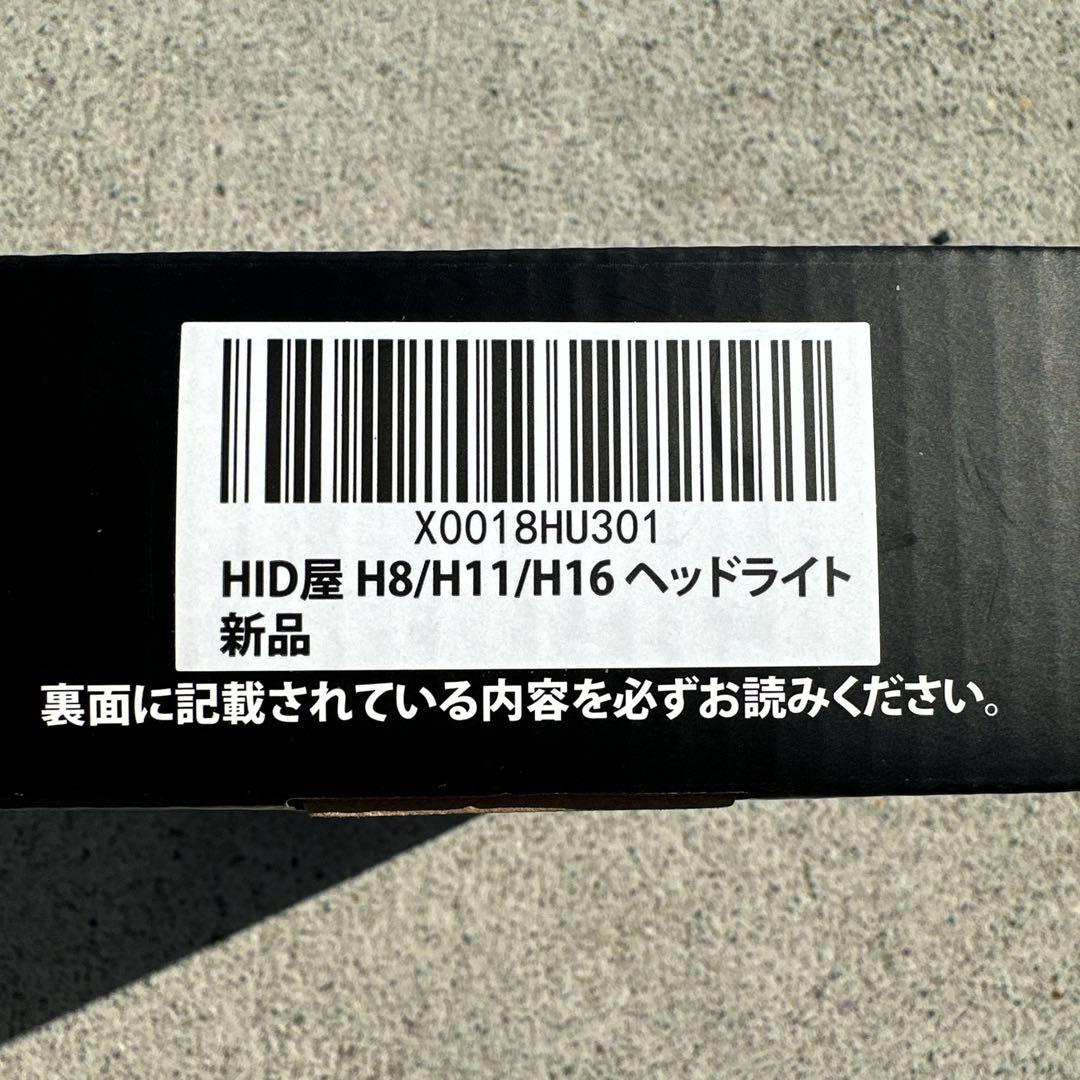 X0018HU301
HID屋 H8/H11/H16 ヘッドライト
新品
裏面に記載されている内容を必ずお読みください。